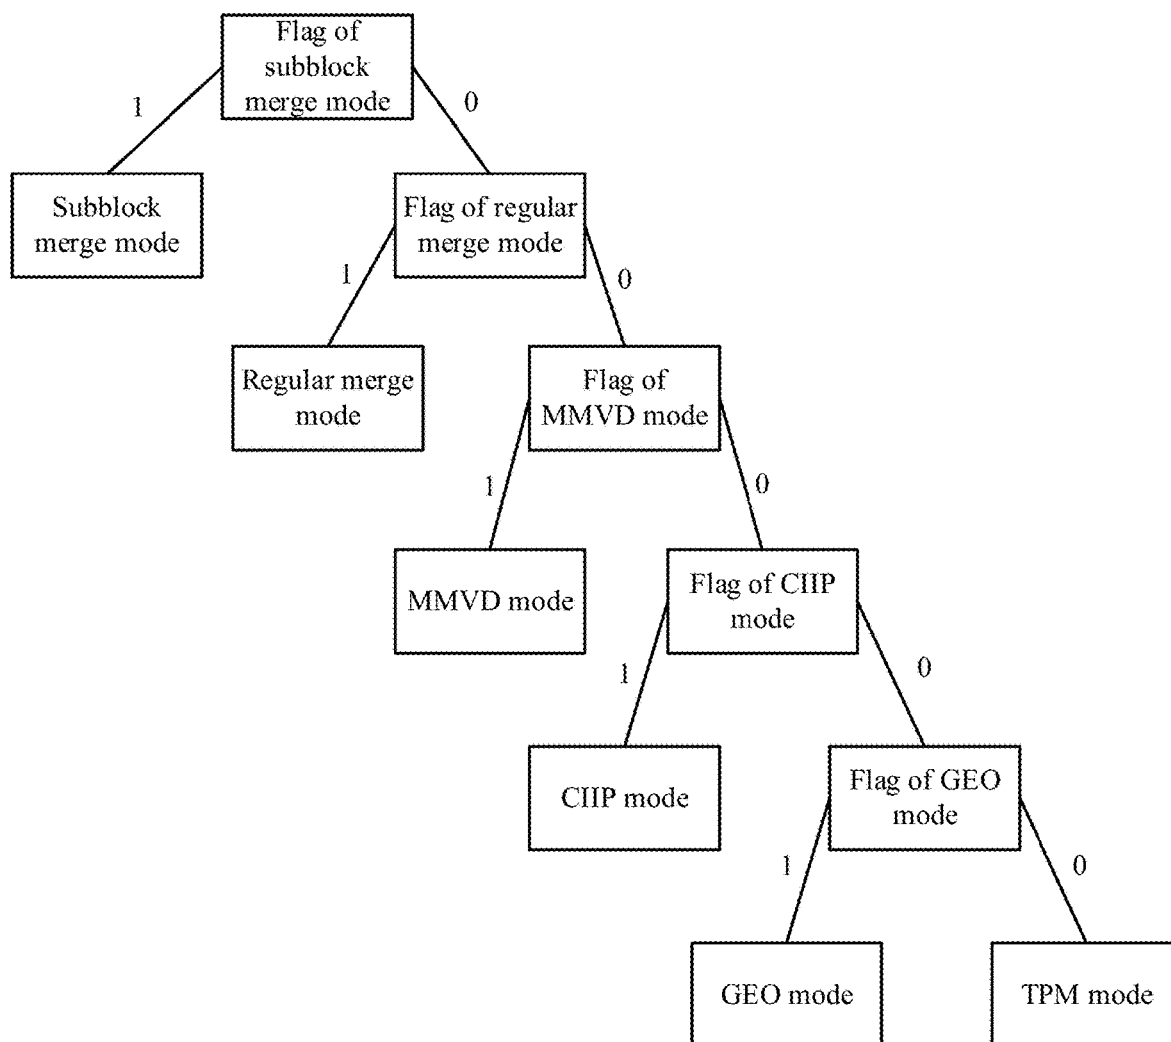 Flag of
subblock
merge mode
1
0
Subblock
merge mode
Flag of regular
merge mode
1
0
Regular merge
mode
Flag of
MMVD mode
1
0
MMVD mode
Flag of CIIP
mode
1
0
CIIP mode
Flag of GEO
mode
1
0
GEO mode
TPM mode